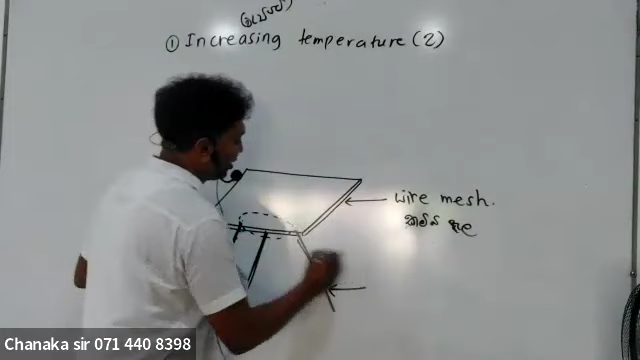 ① Increasing temperature (2)
wire mesh.
කම්බි දැල
Chanaka sir 071 440 8398